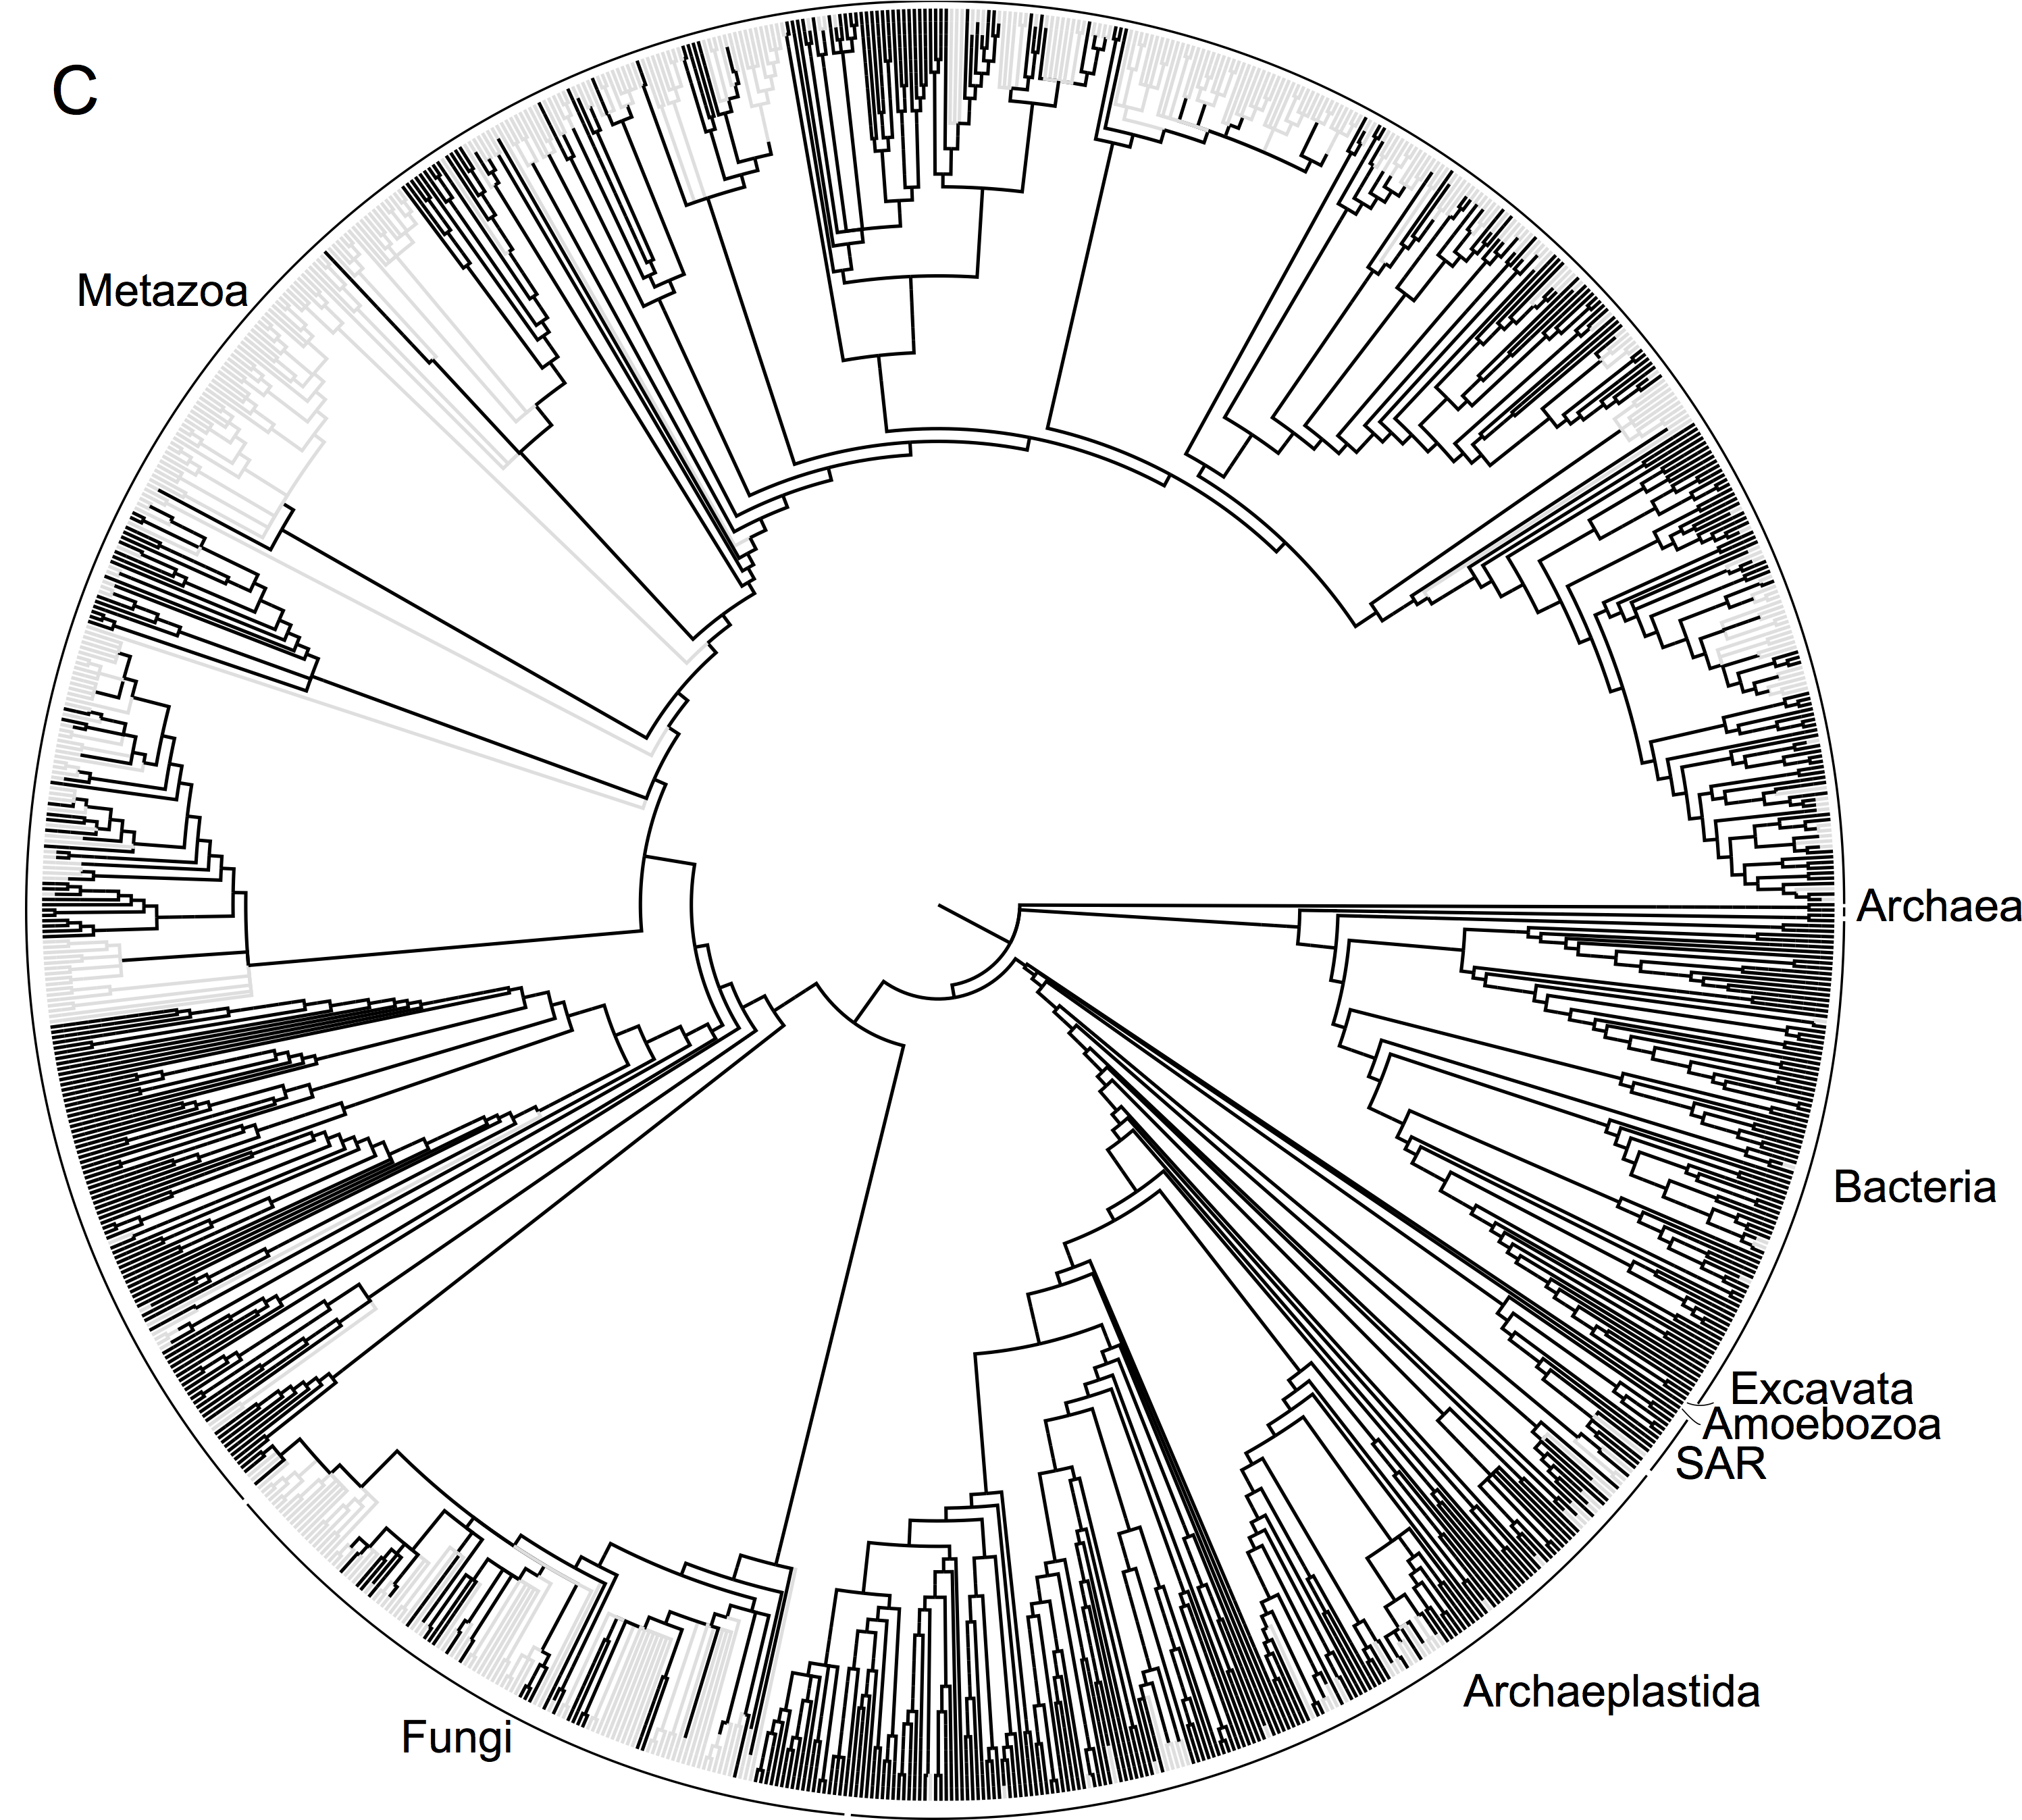 C
Metazoa
Archaea
Bacteria
Excavata
Amoebozoa
SAR
Archaeplastida
Fungi